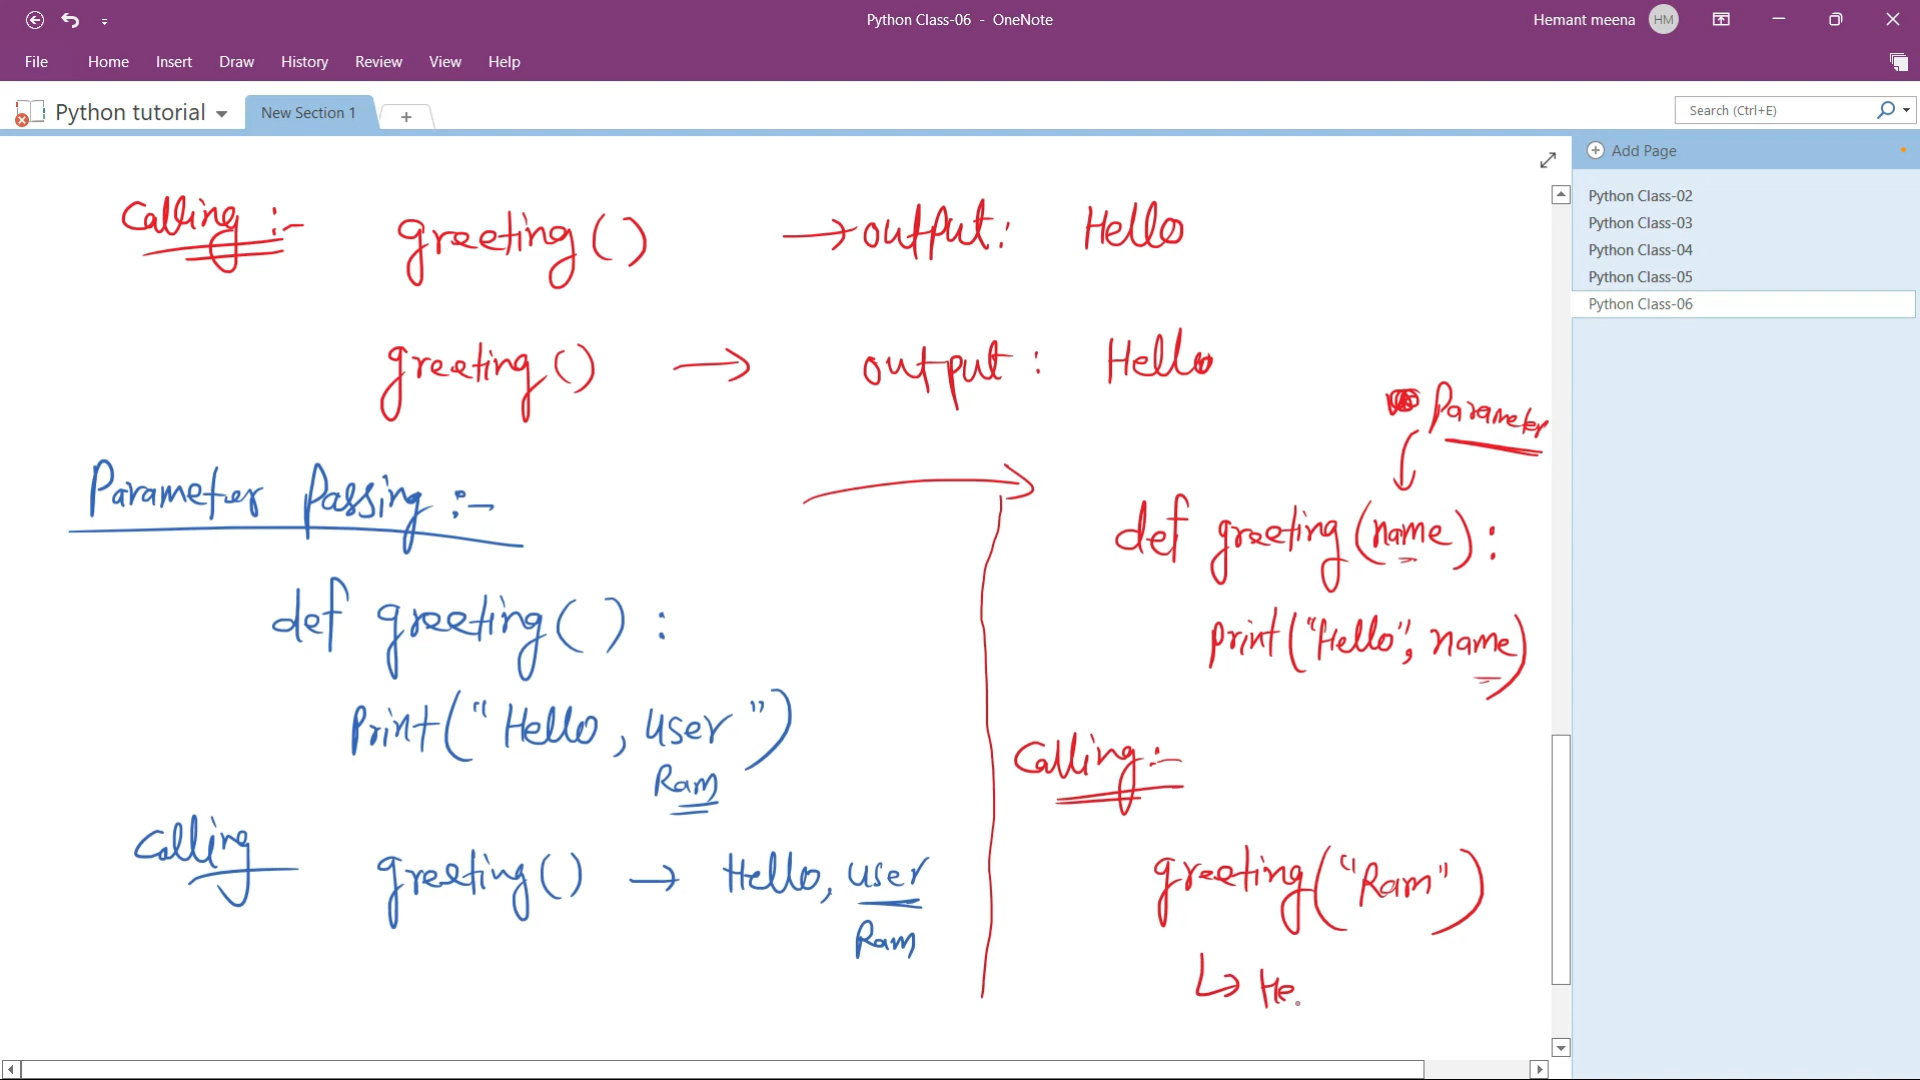 Python Class-06 - OneNote
Hemant meena HM
File Home Insert Draw History Review View Help
Python tutorial New Section 1 +
Search (Ctrl+E)
Add Page
Python Class-02
Python Class-03
Python Class-04
Python Class-05
Python Class-06
Calling :- greeting() → output: Hello
greeting() → output : Hello
Parameter Passing :-
def greeting() :
Print("Hello, user")
Ram
Calling greeting() → Hello, user
Ram
Parameter
def greeting(name) :
Print("Hello", name)
Calling :-
greeting("Ram")
↳ He